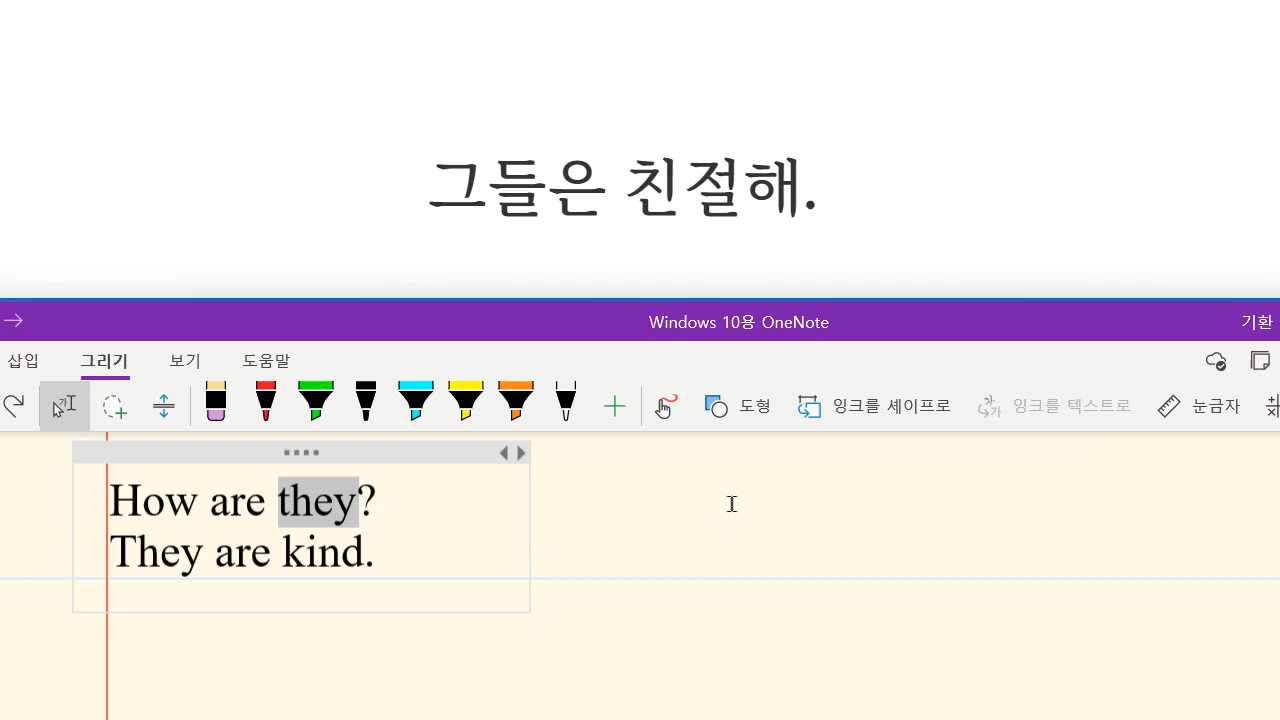 그들은 친절해.
Windows 10용 OneNote
기환
삽입 그리기 보기 도움말
도형 잉크를 셰이프로 잉크를 텍스트로 눈금자
How are they?
They are kind.